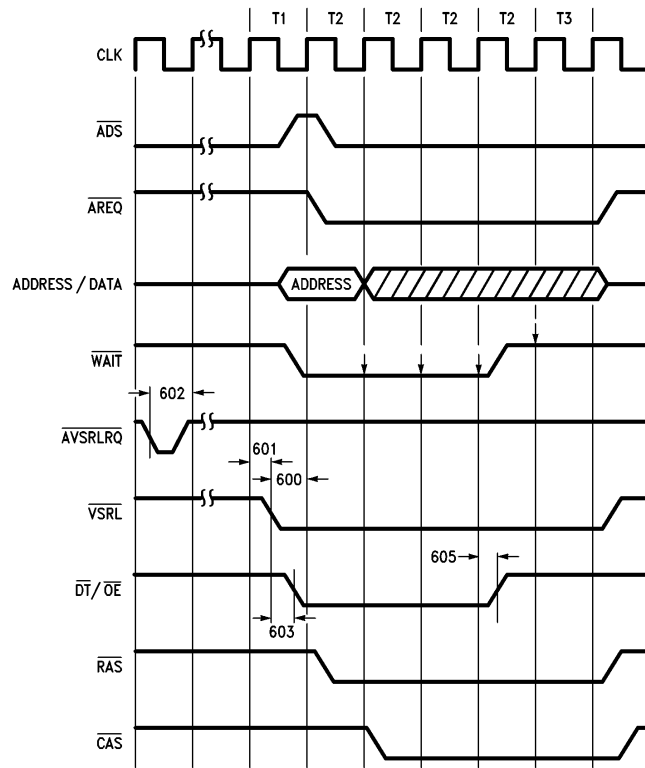 T1 T2 T2 T2 T2 T3
CLK
ADS
AREQ
ADDRESS / DATA
ADDRESS
WAIT
602
AVSRLRQ
601
600
VSRL
605
DT/OE
603
RAS
CAS